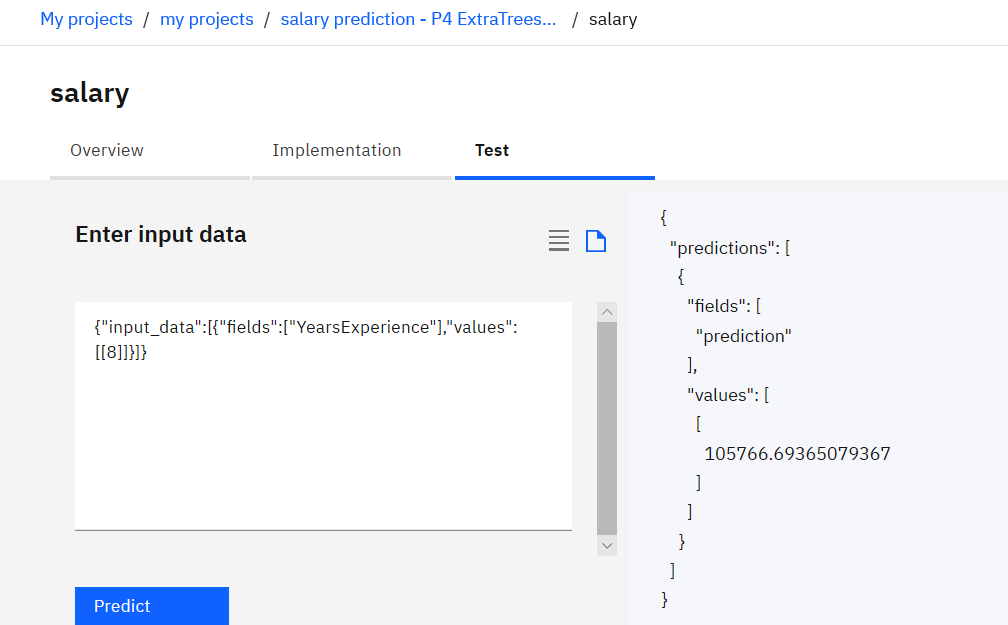 My projects / my projects / salary prediction - P4 ExtraTrees... / salary
salary
Overview Implementation Test
Enter input data
{"input_data":[{"fields":["YearsExperience"],"values":
[[8]]}]}
Predict
{
"predictions": [
{
"fields": [
"prediction"
],
"values": [
[
105766.69365079367
]
]
}
]
}